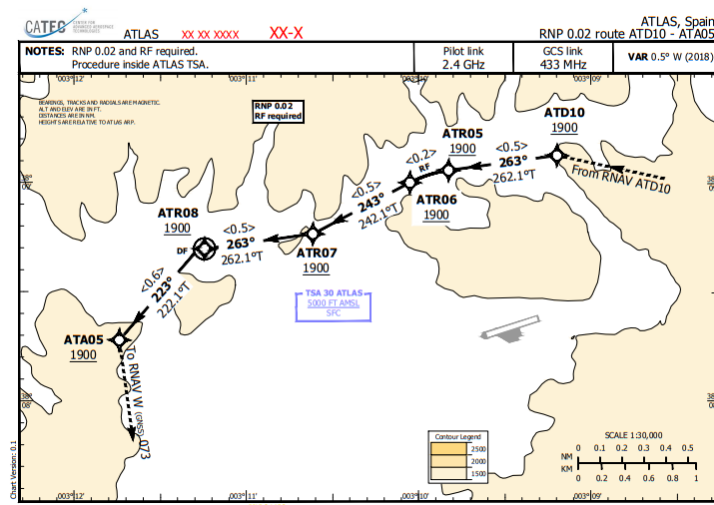 CATEC
CENTER FOR ADVANCED AEROSPACE TECHNOLOGIES
ATLAS XX XX XXXX XX-X
ATLAS, Spain
RNP 0.02 route ATD10 - ATA05
NOTES: RNP 0.02 and RF required.
Procedure inside ATLAS TSA.
Pilot link
2.4 GHz
GCS link
433 MHz
VAR 0.5° W (2018)
003°12 003°11 003°10 003°09
BEARINGS, TRACKS AND RADIALS ARE MAGNETIC.
ALT AND ELEV ARE IN FT.
DISTANCES ARE IN NM.
HEIGHTS ARE RELATIVE TO ATLAS ARP.
RNP 0.02
RF required
ATD10
1900
ATR05
1900
<0.5>
263°
262.1°T
From RNAV ATD10
<0.2>
RF
ATR06
1900
<0.5>
243°
242.1°T
ATR07
1900
ATR08
1900
<0.5>
263°
262.1°T
DF
<0.6>
223°
222.1°T
ATA05
1900
To RNAV W (GNSS) 073
TSA 30 ATLAS
5000 FT AMSL
SFC
Contour Legend
2500
2000
1500
SCALE 1:30,000
NM 0 0.1 0.2 0.3 0.4 0.5
KM 0 0.2 0.4 0.6 0.8 1
003°12 003°11 003°10 003°09
Chart Version: 0.1